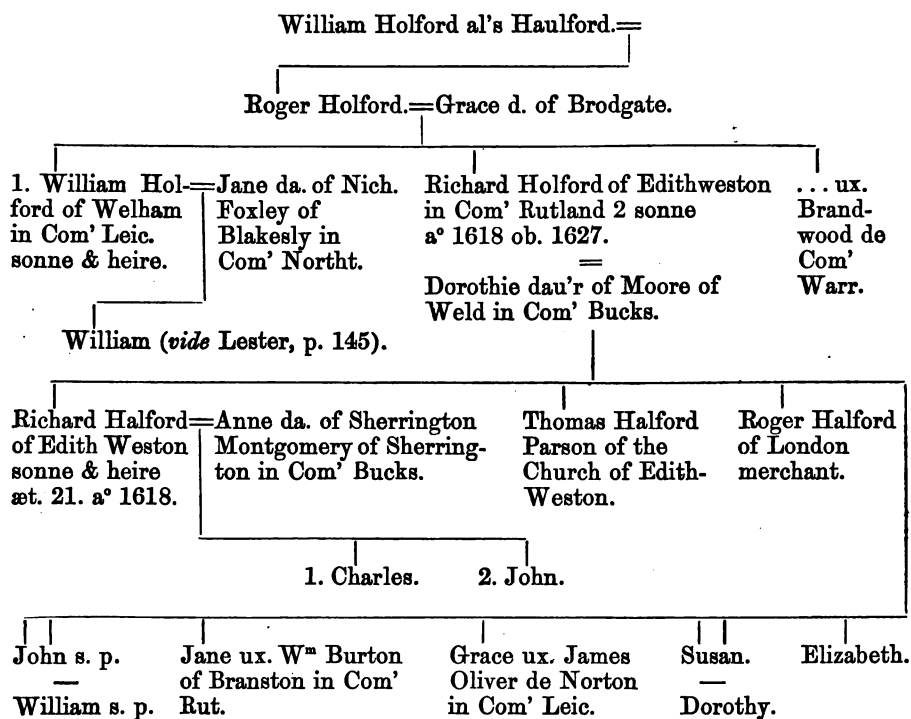 William Holford al's Haulford.=
Roger Holford.=Grace d. of Brodgate.
1. William Hol-=Jane da. of Nich.
ford of Welham
in Com' Leic.
sonne & heire.
Foxley of
Blakesly in
Com' Northt.
Richard Holford of Edithweston
in Com' Rutland 2 sonne
aº 1618 ob. 1627.
=
Dorothie dau'r of Moore of
Weld in Com' Bucks.
... ux.
Brand-
wood de
Com'
Warr.
William (vide Lester, p. 145).
Richard Halford=Anne da. of Sherrington
of Edith Weston
sonne & heire
æt. 21. aº 1618.
Montgomery of Sherring-
ton in Com' Bucks.
Thomas Halford
Parson of the
Church of Edith-
Weston.
Roger Halford
of London
merchant.
1. Charles.
2. John.
John s. p.
—
William s. p.
Jane ux. Wᵐ Burton
of Branston in Com'
Rut.
Grace ux. James
Oliver de Norton
in Com' Leic.
Susan.
—
Dorothy.
Elizabeth.